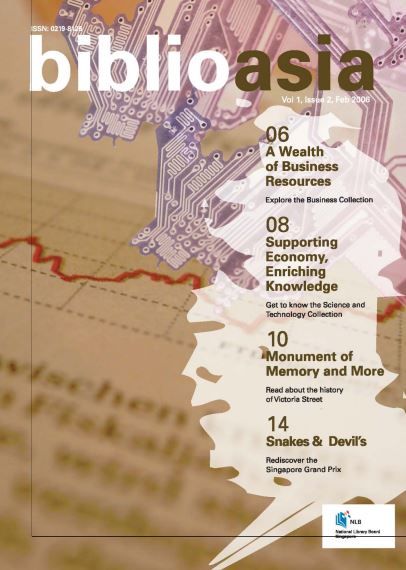 ISSN: 0219-8126
biblioasia
Vol 1, Issue 2, Feb 2006
06
A Wealth
of Business
Resources
Explore the Business Collection
08
Supporting
Economy,
Enriching
Knowledge
Get to know the Science and
Technology Collection
10
Monument of
Memory and More
Read about the history
of Victoria Street
14
Snakes & Devil's
Rediscover the
Singapore Grand Prix
NLB
National Library Board
Singapore